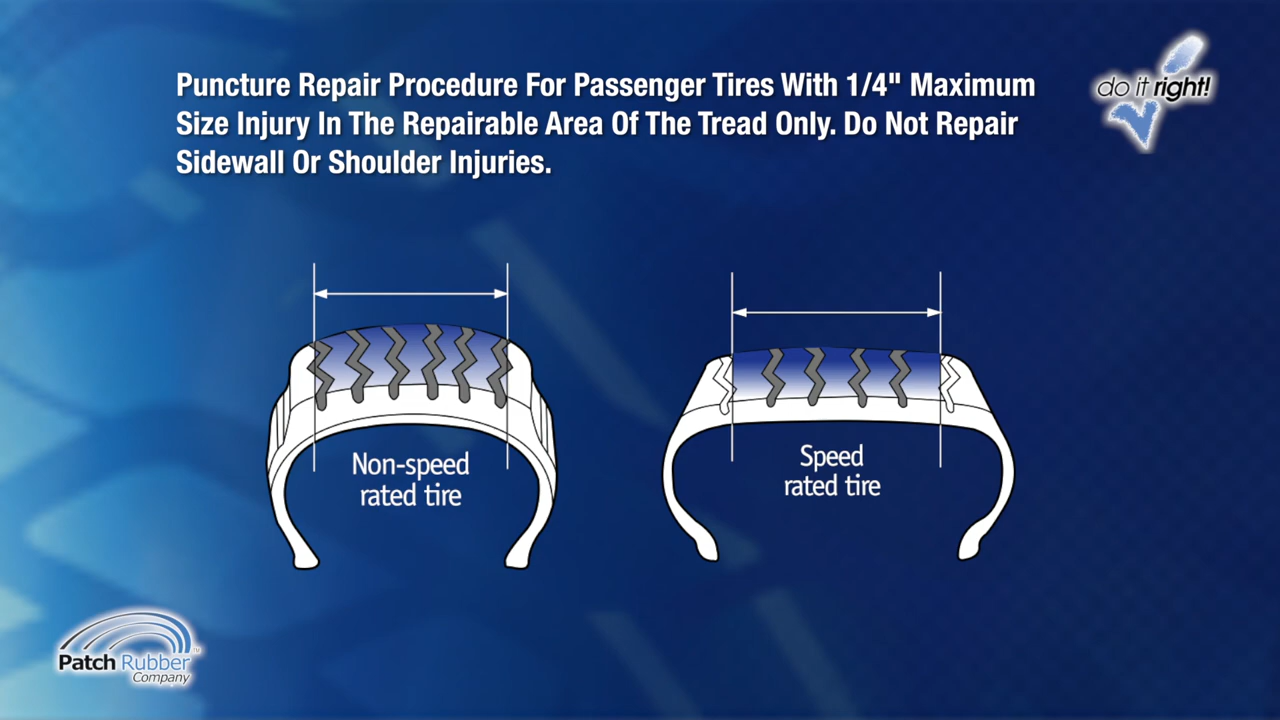 Puncture Repair Procedure For Passenger Tires With 1/4" Maximum
Size Injury In The Repairable Area Of The Tread Only. Do Not Repair
Sidewall Or Shoulder Injuries.
do it right!
Non-speed
rated tire
Speed
rated tire
Patch Rubber
Company
TM